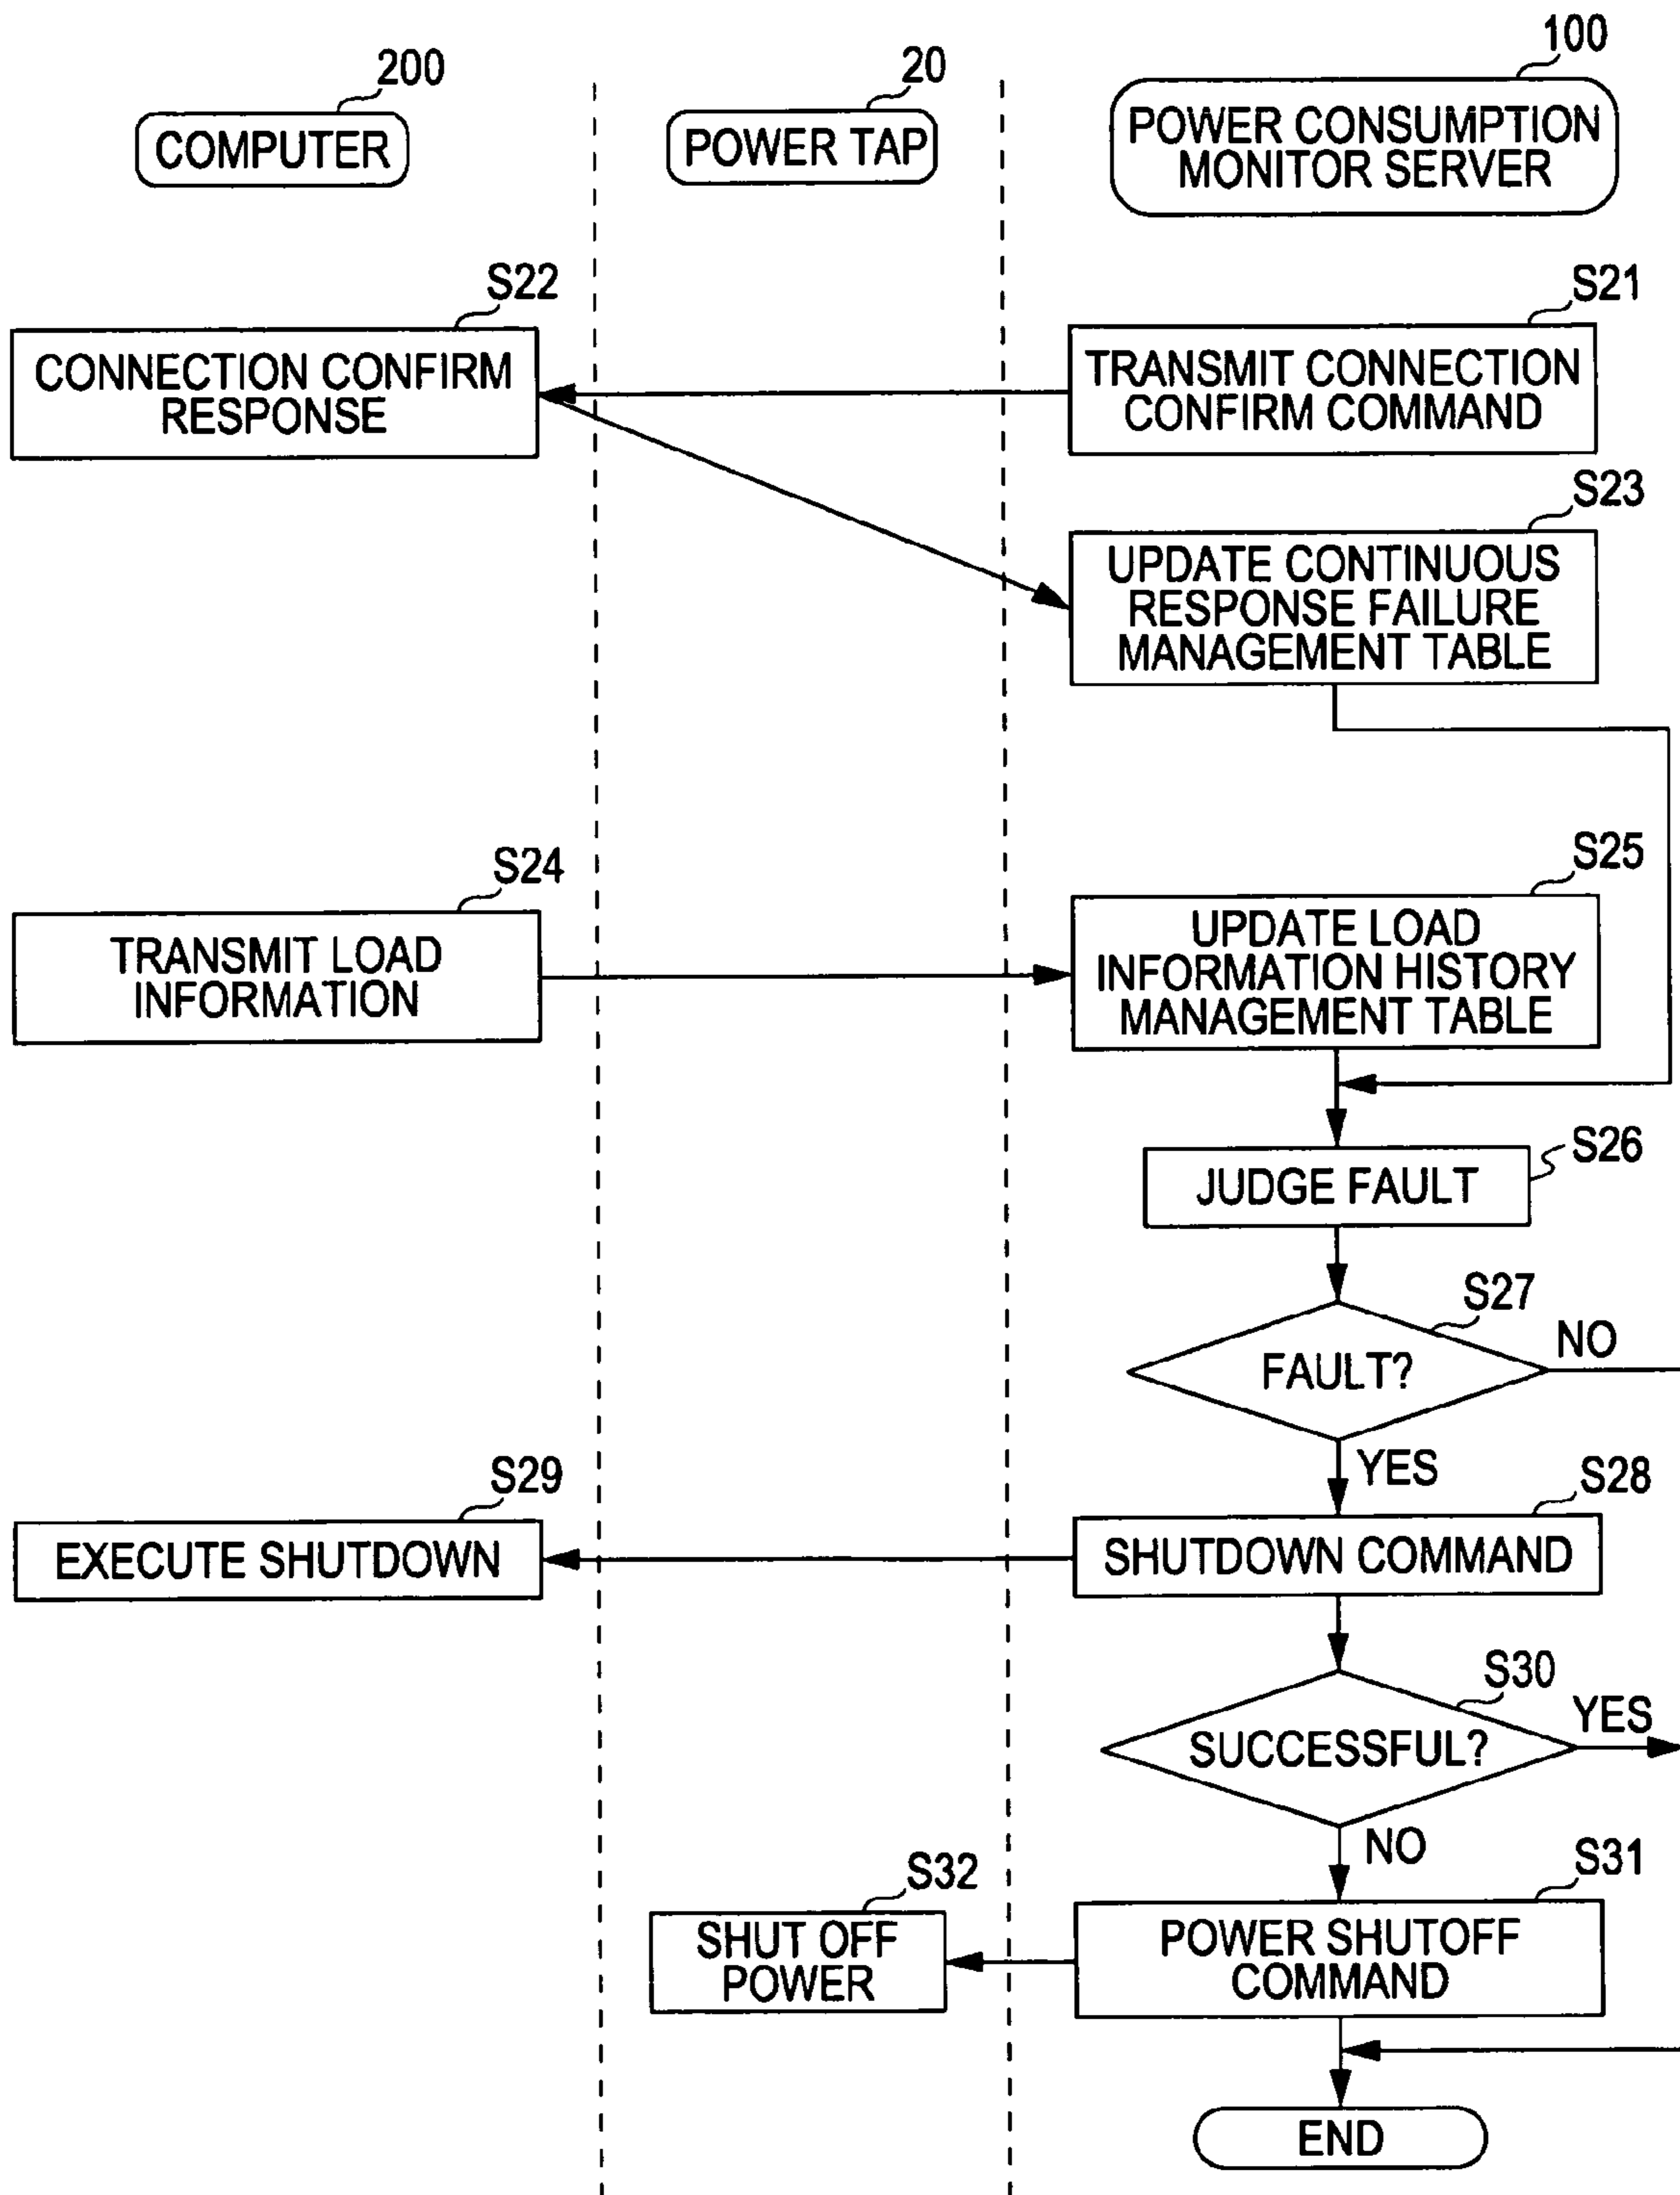 200
COMPUTER
20
POWER TAP
100
POWER CONSUMPTION
MONITOR SERVER
S22
CONNECTION CONFIRM
RESPONSE
S21
TRANSMIT CONNECTION
CONFIRM COMMAND
S23
UPDATE CONTINUOUS
RESPONSE FAILURE
MANAGEMENT TABLE
S24
TRANSMIT LOAD
INFORMATION
S25
UPDATE LOAD
INFORMATION HISTORY
MANAGEMENT TABLE
S26
JUDGE FAULT
S27
FAULT?
NO
YES
S29
EXECUTE SHUTDOWN
S28
SHUTDOWN COMMAND
S30
SUCCESSFUL?
YES
NO
S32
SHUT OFF
POWER
S31
POWER SHUTOFF
COMMAND
END